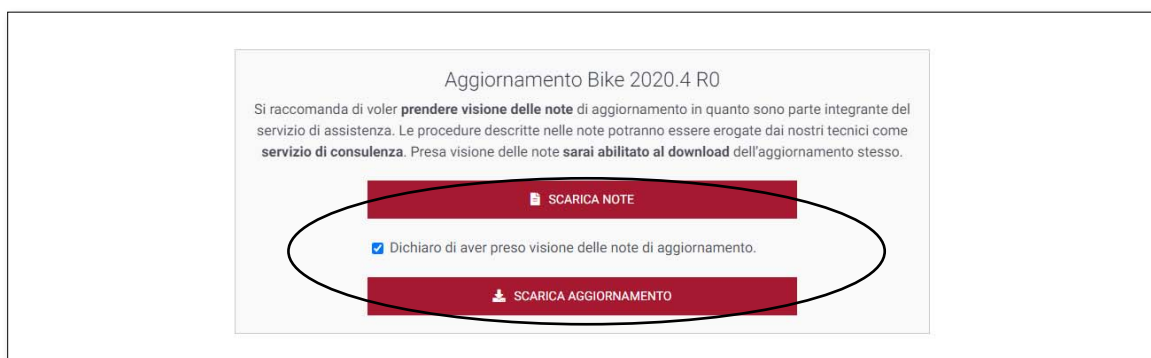 Aggiornamento Bike 2020.4 R0
Si raccomanda di voler prendere visione delle note di aggiornamento in quanto sono parte integrante del
servizio di assistenza. Le procedure descritte nelle note potranno essere erogate dai nostri tecnici come
servizio di consulenza. Presa visione delle note sarai abilitato al download dell'aggiornamento stesso.
SCARICA NOTE
Dichiaro di aver preso visione delle note di aggiornamento.
SCARICA AGGIORNAMENTO